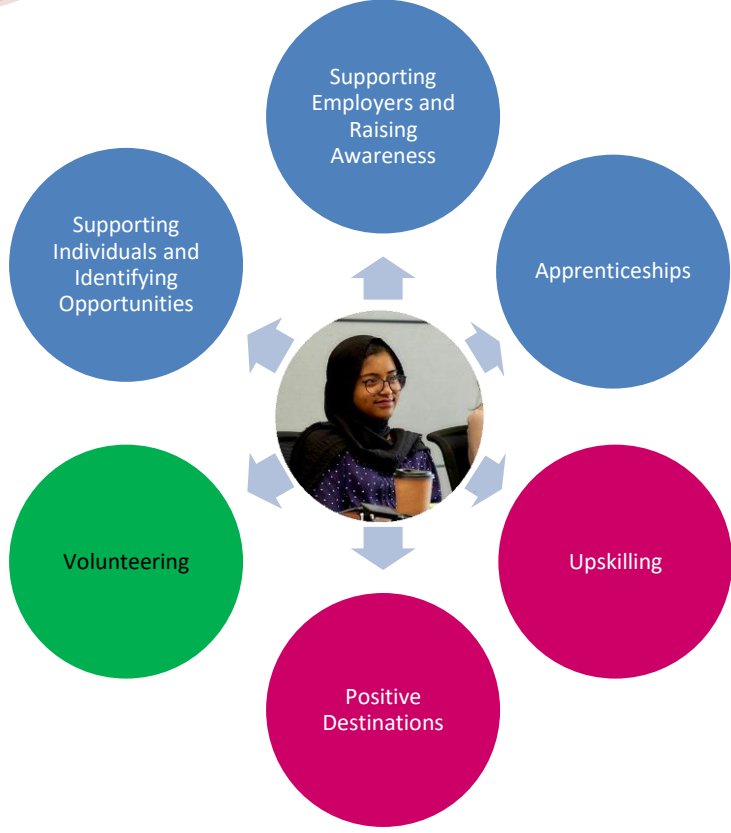 Supporting
Employers and
Raising
Awareness
Apprenticeships
Upskilling
Positive
Destinations
Volunteering
Supporting
Individuals and
Identifying
Opportunities